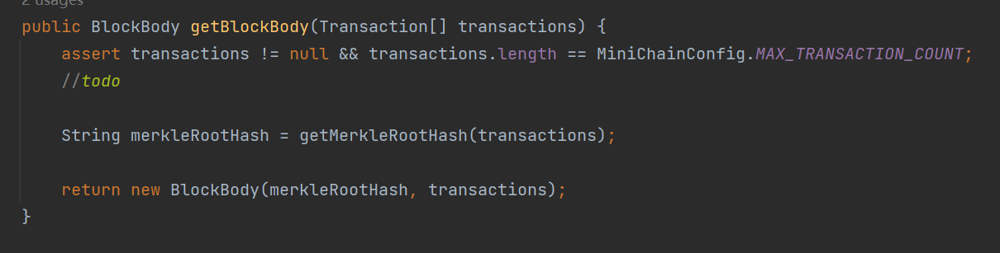 2 usages
public BlockBody getBlockBody(Transaction[] transactions) {
    assert transactions != null && transactions.length == MiniChainConfig.MAX_TRANSACTION_COUNT;
    //todo
    String merkleRootHash = getMerkleRootHash(transactions);
    return new BlockBody(merkleRootHash, transactions);
}